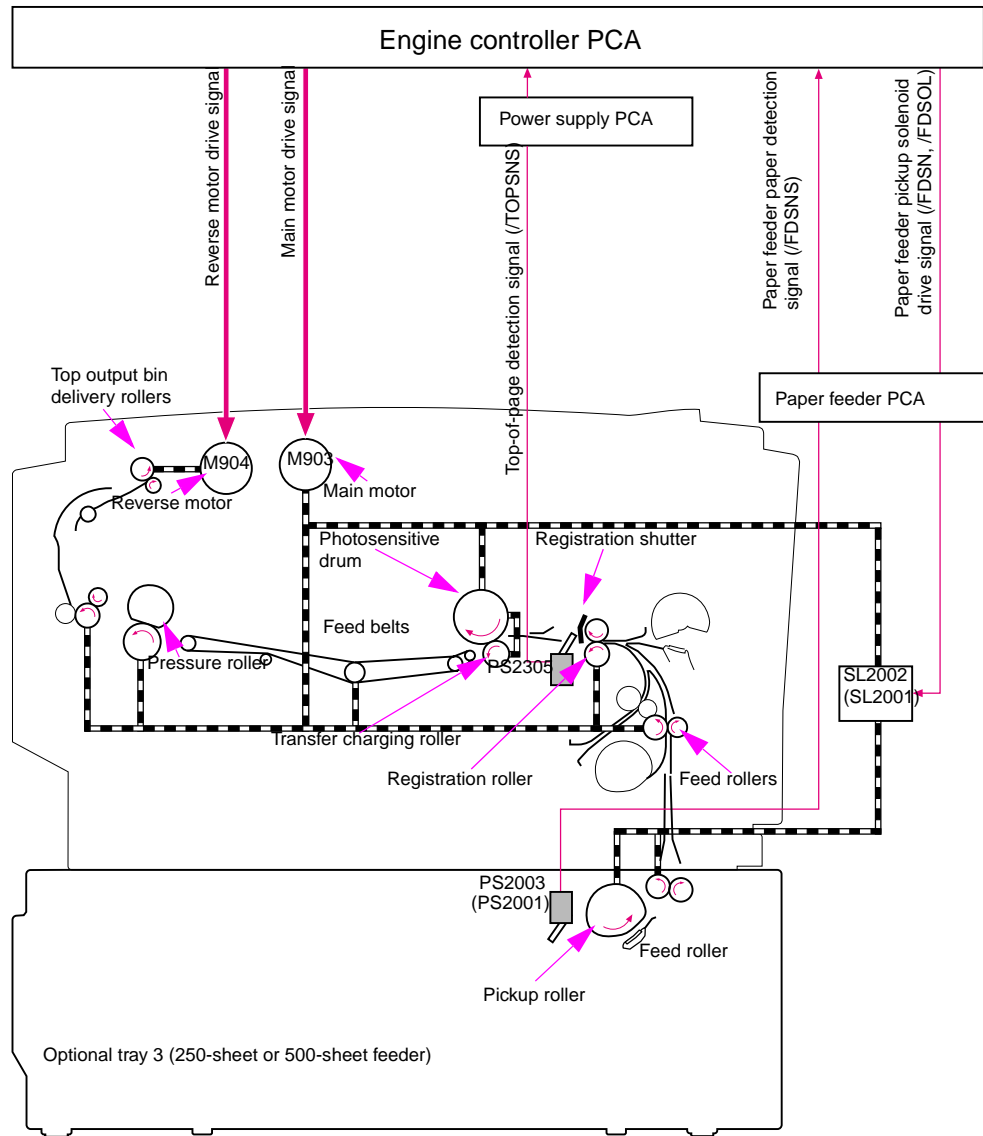 Engine controller PCA
Reverse motor drive signal
Main motor drive signal
Power supply PCA
Top-of-page detection signal (/TOPSNS)
Paper feeder paper detection
signal (/FDSNS)
Paper feeder pickup solenoid
drive signal (/FDSN, /FDSOL)
Paper feeder PCA
Top output bin
delivery rollers
M904
M903
Reverse motor
Main motor
Photosensitive
drum
Registration shutter
Feed belts
Pressure roller
PS2305
SL2002
(SL2001)
Transfer charging roller
Registration roller
Feed rollers
PS2003
(PS2001)
Feed roller
Pickup roller
Optional tray 3 (250-sheet or 500-sheet feeder)